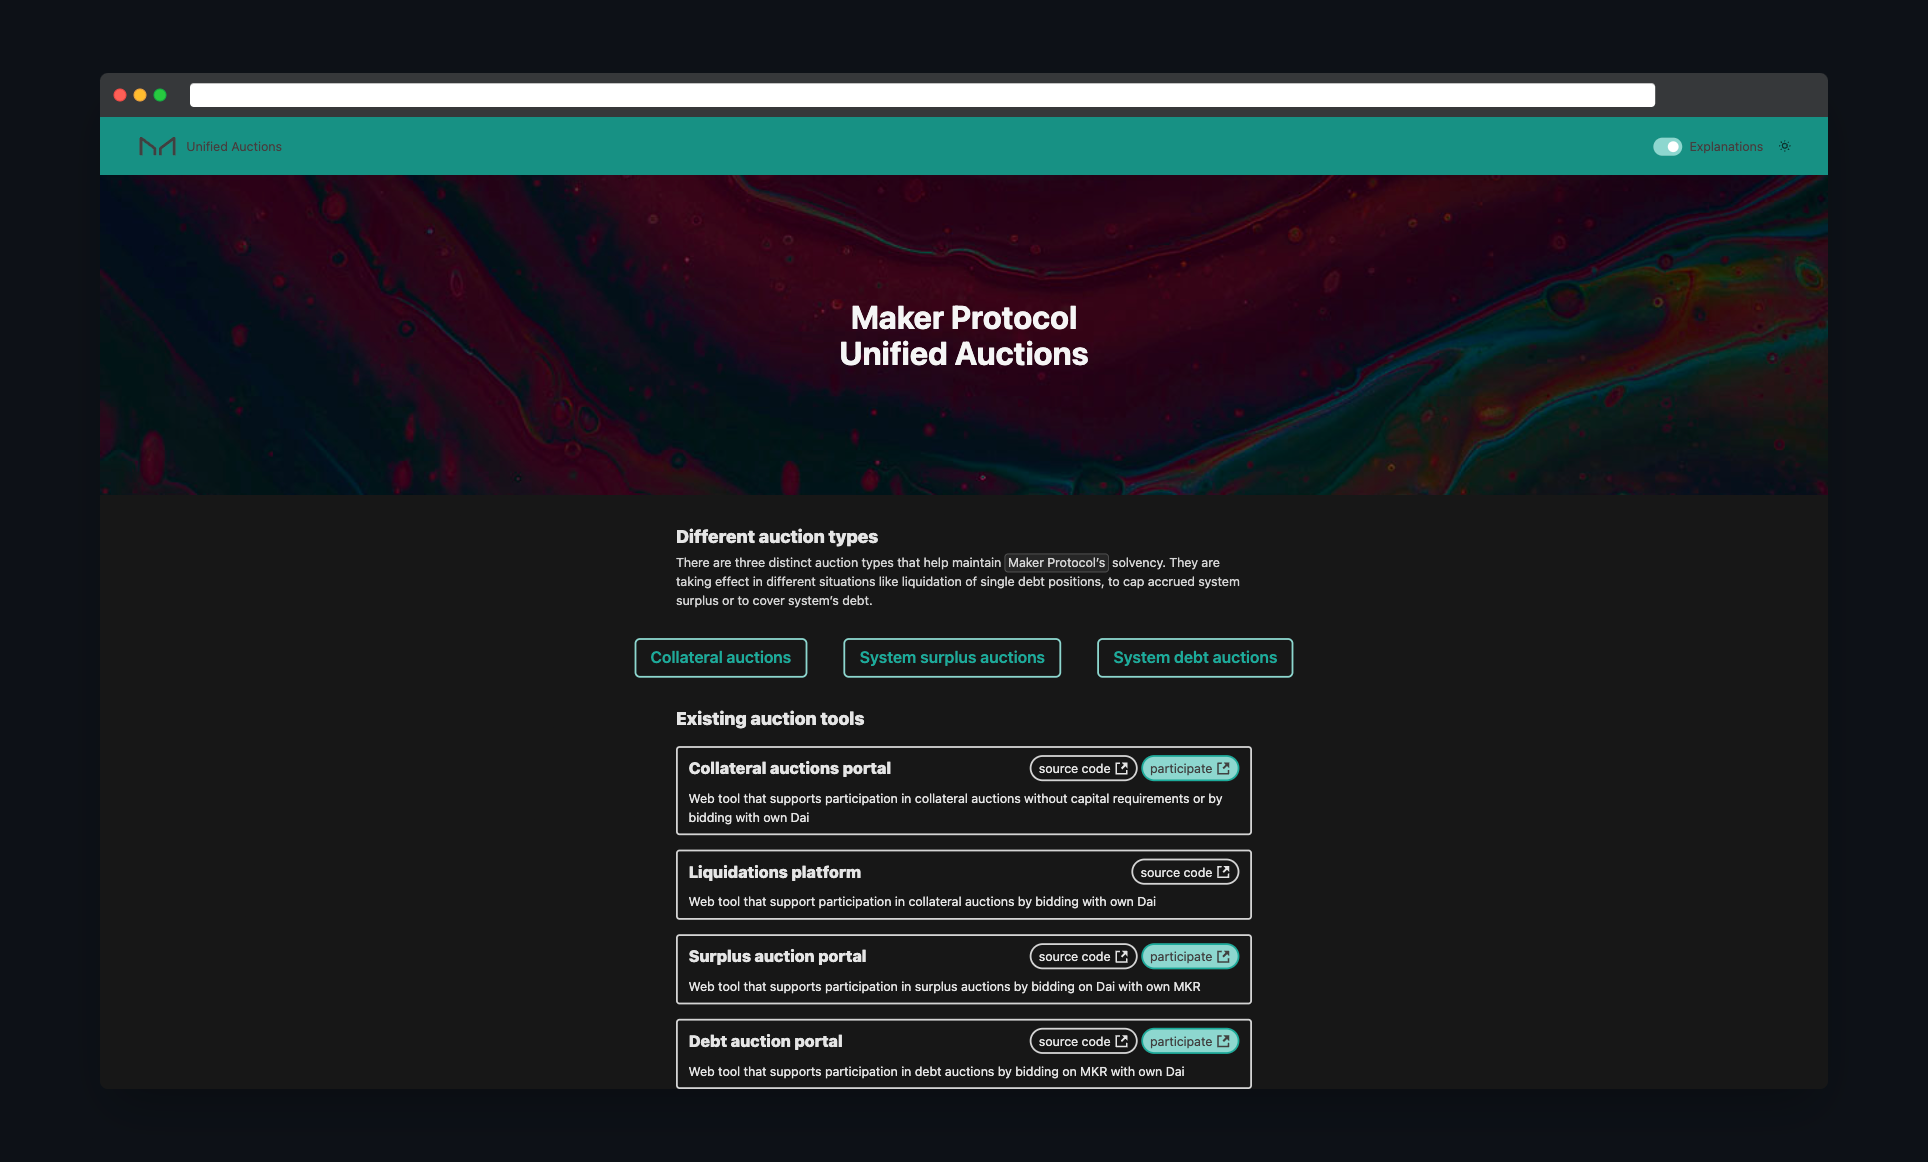 Unified Auctions
Explanations
Maker Protocol
Unified Auctions
Different auction types
There are three distinct auction types that help maintain Maker Protocol’s solvency. They are
taking effect in different situations like liquidation of single debt positions, to cap accrued system
surplus or to cover system’s debt.
Collateral auctions
System surplus auctions
System debt auctions
Existing auction tools
Collateral auctions portal
source code
participate
Web tool that supports participation in collateral auctions without capital requirements or by
bidding with own Dai
Liquidations platform
source code
Web tool that support participation in collateral auctions by bidding with own Dai
Surplus auction portal
source code
participate
Web tool that supports participation in surplus auctions by bidding on Dai with own MKR
Debt auction portal
source code
participate
Web tool that supports participation in debt auctions by bidding on MKR with own Dai